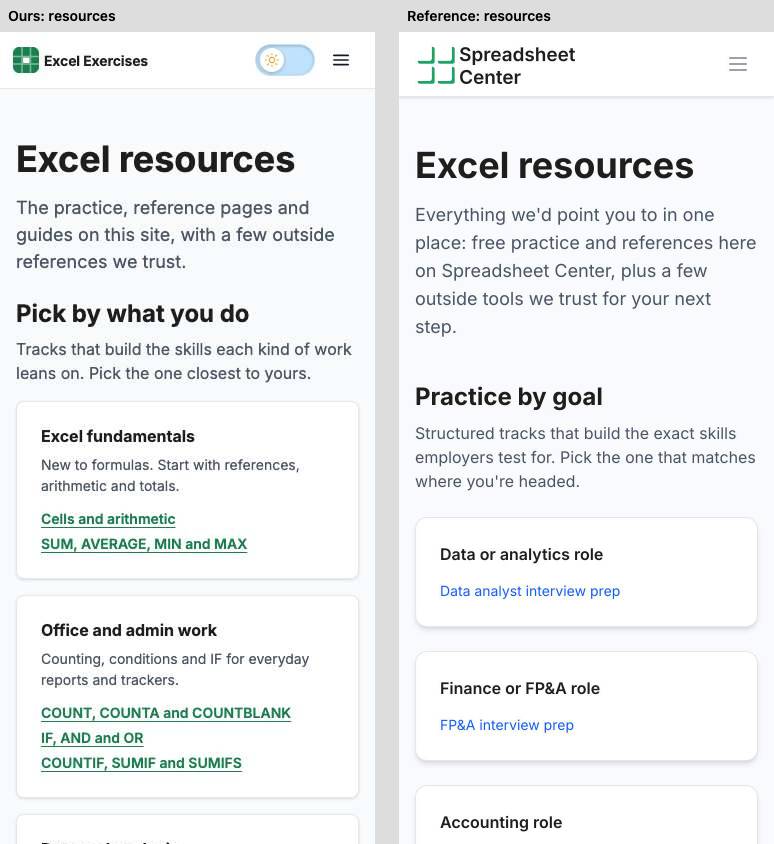 Ours: resources
Excel Exercises
Excel resources
The practice, reference pages and
guides on this site, with a few outside
references we trust.
Pick by what you do
Tracks that build the skills each kind of work
leans on. Pick the one closest to yours.
Excel fundamentals
New to formulas. Start with references,
arithmetic and totals.
Cells and arithmetic
SUM, AVERAGE, MIN and MAX
Office and admin work
Counting, conditions and IF for everyday
reports and trackers.
COUNT, COUNTA and COUNTBLANK
IF, AND and OR
COUNTIF, SUMIF and SUMIFS
Reference: resources
Spreadsheet
Center
Excel resources
Everything we'd point you to in one
place: free practice and references here
on Spreadsheet Center, plus a few
outside tools we trust for your next
step.
Practice by goal
Structured tracks that build the exact skills
employers test for. Pick the one that matches
where you're headed.
Data or analytics role
Data analyst interview prep
Finance or FP&A role
FP&A interview prep
Accounting role